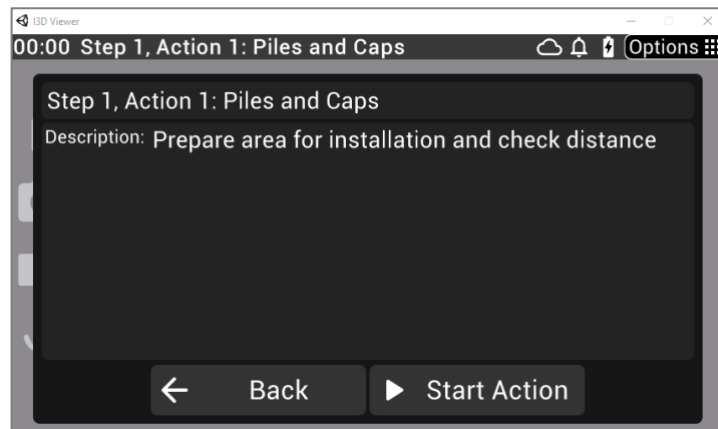 I3D Viewer
00:00 Step 1, Action 1: Piles and Caps Options
Step 1, Action 1: Piles and Caps
Description: Prepare area for installation and check distance
Back Start Action